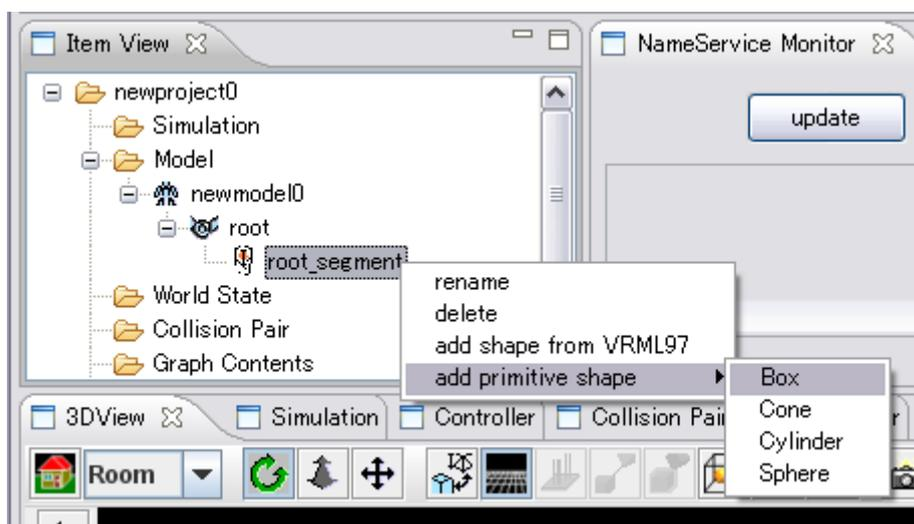 Item View
NameService Monitor
newproject0
update
Simulation
Model
newmodel0
root
root_segment
rename
World State
delete
Collision Pair
add shape from VRML97
Graph Contents
add primitive shape
Box
3DView
Simulation
Controller
Collision Pai
r
Cone
Cylinder
Room
Sphere